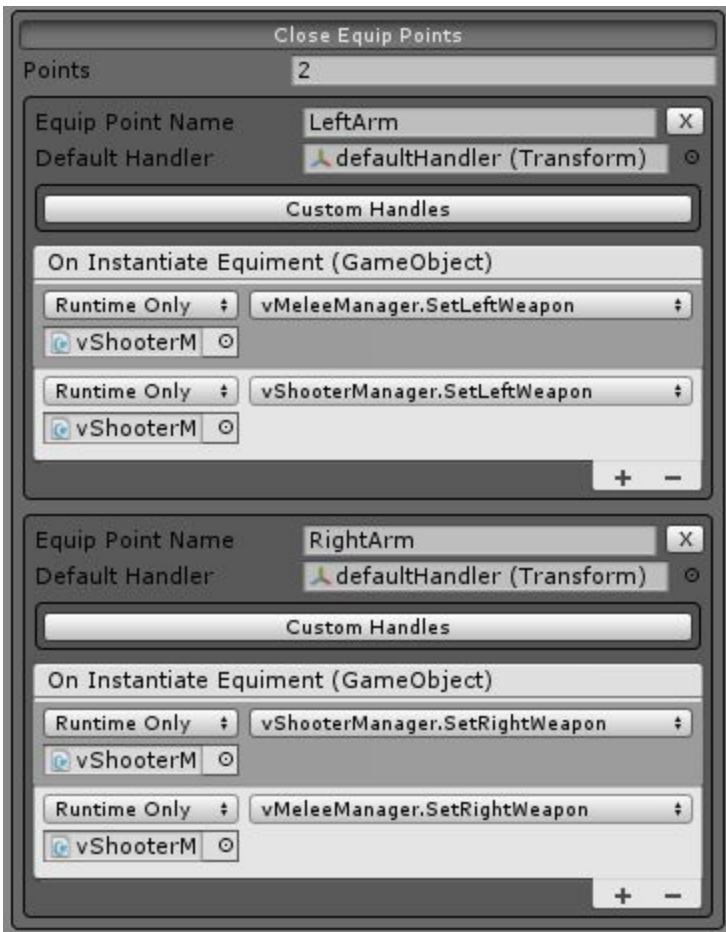 Close Equip Points
Points 2
Equip Point Name LeftArm X
Default Handler defaultHandler (Transform)
Custom Handles
On Instantiate Equiment (GameObject)
Runtime Only vMeleeManager.SetLeftWeapon
vShooterM
Runtime Only vShooterManager.SetLeftWeapon
vShooterM
+ −
Equip Point Name RightArm X
Default Handler defaultHandler (Transform)
Custom Handles
On Instantiate Equiment (GameObject)
Runtime Only vShooterManager.SetRightWeapon
vShooterM
Runtime Only vMeleeManager.SetRightWeapon
vShooterM
+ −